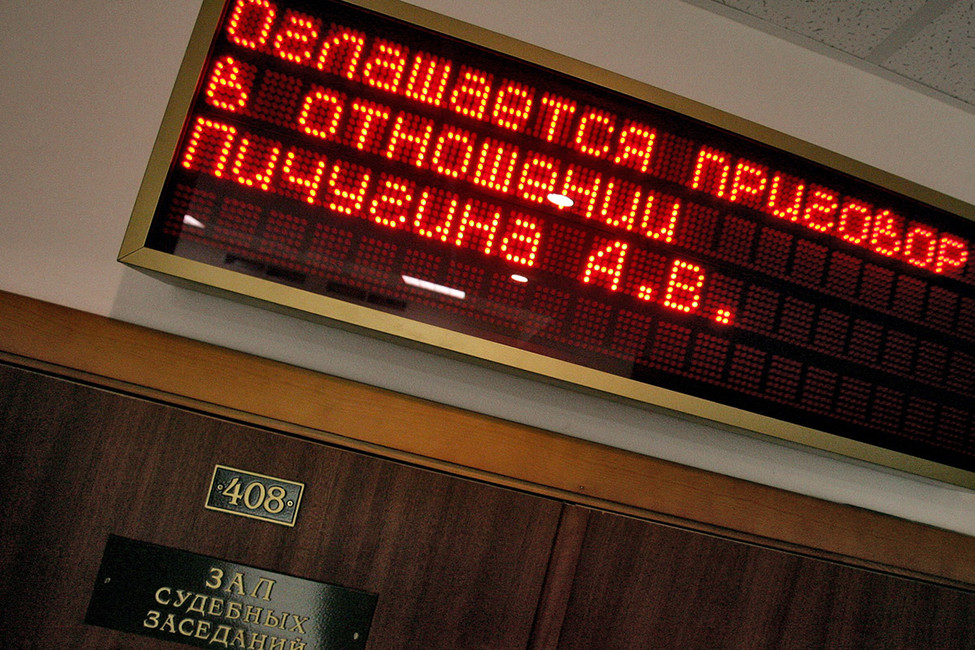 Оглашается приговор
в отношении
Пичугина А.В.
408
ЗАЛ
СУДЕБНЫХ
ЗАСЕДАНИЙ